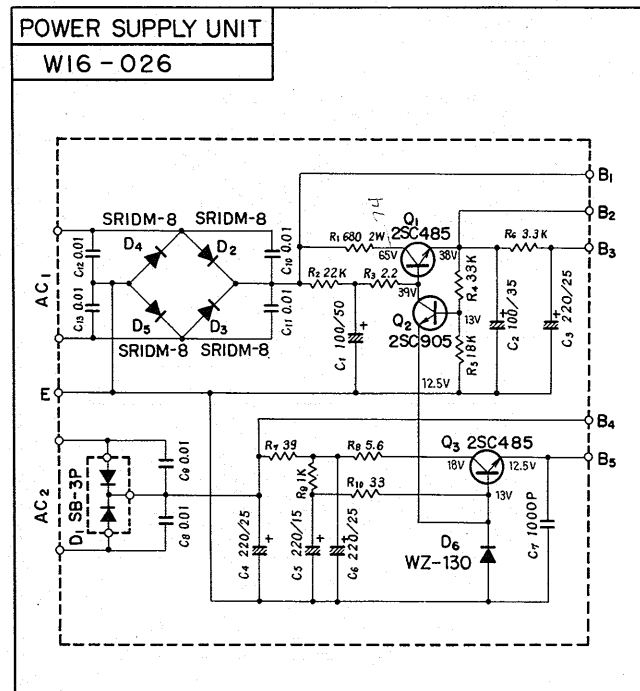 POWER SUPPLY UNIT
W16-026
B1
SRIDM-8 SRIDM-8
74
Q1
2SC485
B2
D4
D2
C12 0.01
C10 0.01
R1 680 2W
65V
38V
R6 3.3K
B3
R2 22K
R3 2.2
39V
R4 33K
AC1
C13 0.01
C11 0.01
D5
D3
C1 100/50
Q2
2SC905
13V
R5 18K
C2 100/35
C3 220/25
SRIDM-8 SRIDM-8
12.5V
E
B4
R7 39
R8 5.6
Q3 2SC485
18V
12.5V
B5
AC2
D1 SB-3P
C9 0.01
R9 1K
R10 33
13V
C8 0.01
C4 220/25
C5 220/15
C6 220/25
D6
WZ-130
C7 1000P